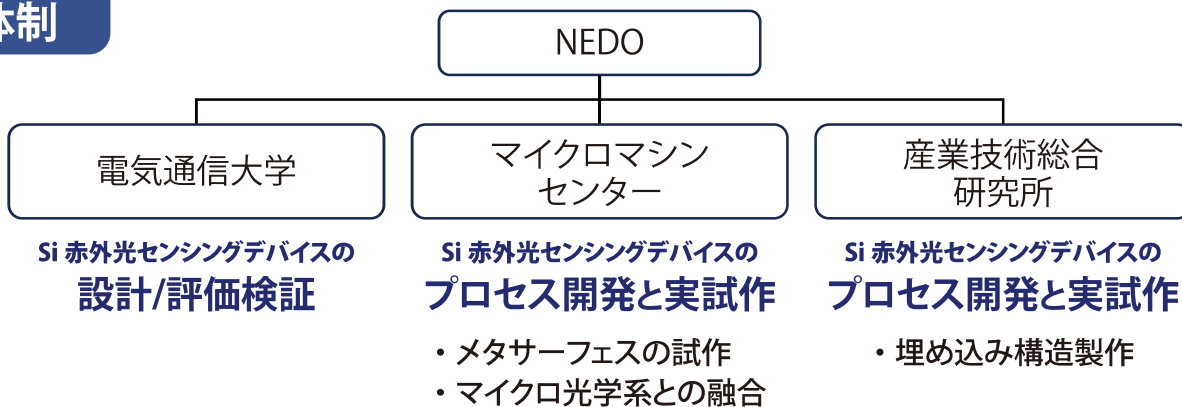 体制
NEDO
電気通信大学
マイクロマシン
センター
産業技術総合
研究所
Si 赤外光センシングデバイスの
設計/評価検証
Si 赤外光センシングデバイスの
プロセス開発と実試作
・メタサーフェスの試作
・マイクロ光学系との融合
Si 赤外光センシングデバイスの
プロセス開発と実試作
・埋め込み構造製作